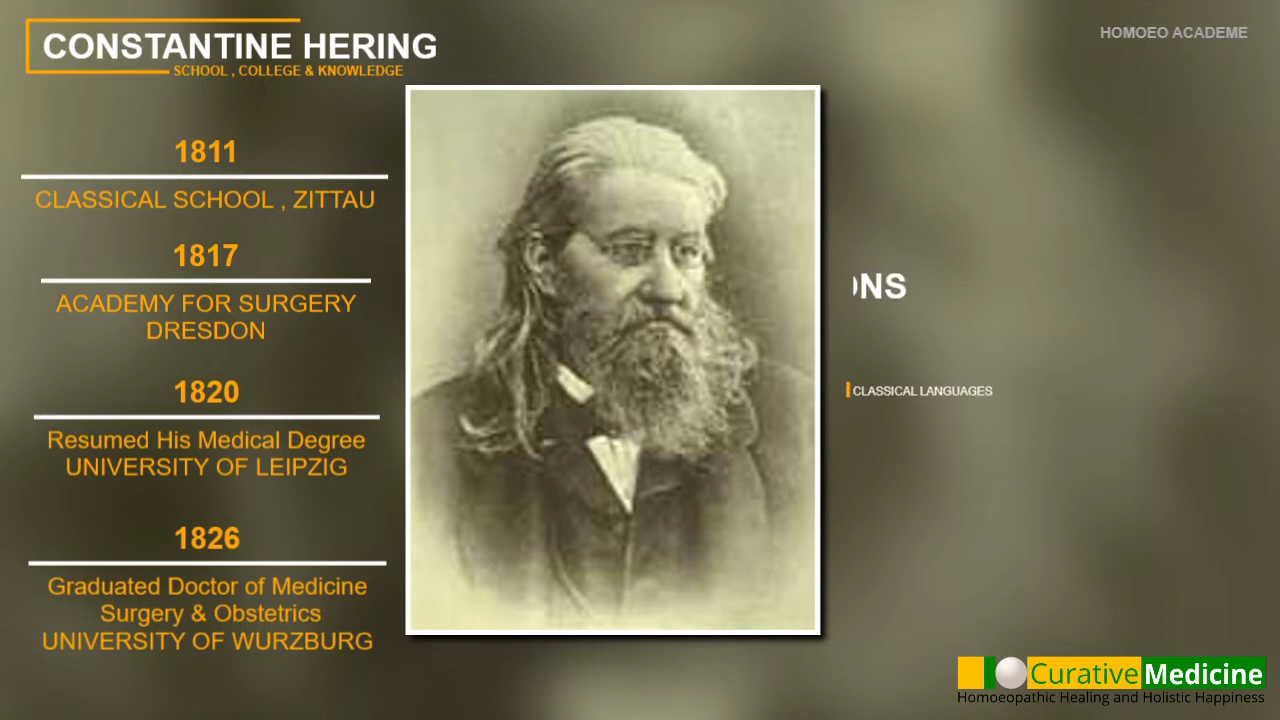 CONSTANTINE HERING
SCHOOL , COLLEGE & KNOWLEDGE
HOMOEO ACADEME
1811
CLASSICAL SCHOOL , ZITTAU
1817
ACADEMY FOR SURGERY
DRESDON
1820
Resumed His Medical Degree
UNIVERSITY OF LEIPZIG
1826
Graduated Doctor of Medicine
Surgery & Obstetrics
UNIVERSITY OF WURZBURG
CLASSICAL LANGUAGES
Curative Medicine
Homoeopathic Healing and Holistic Happiness